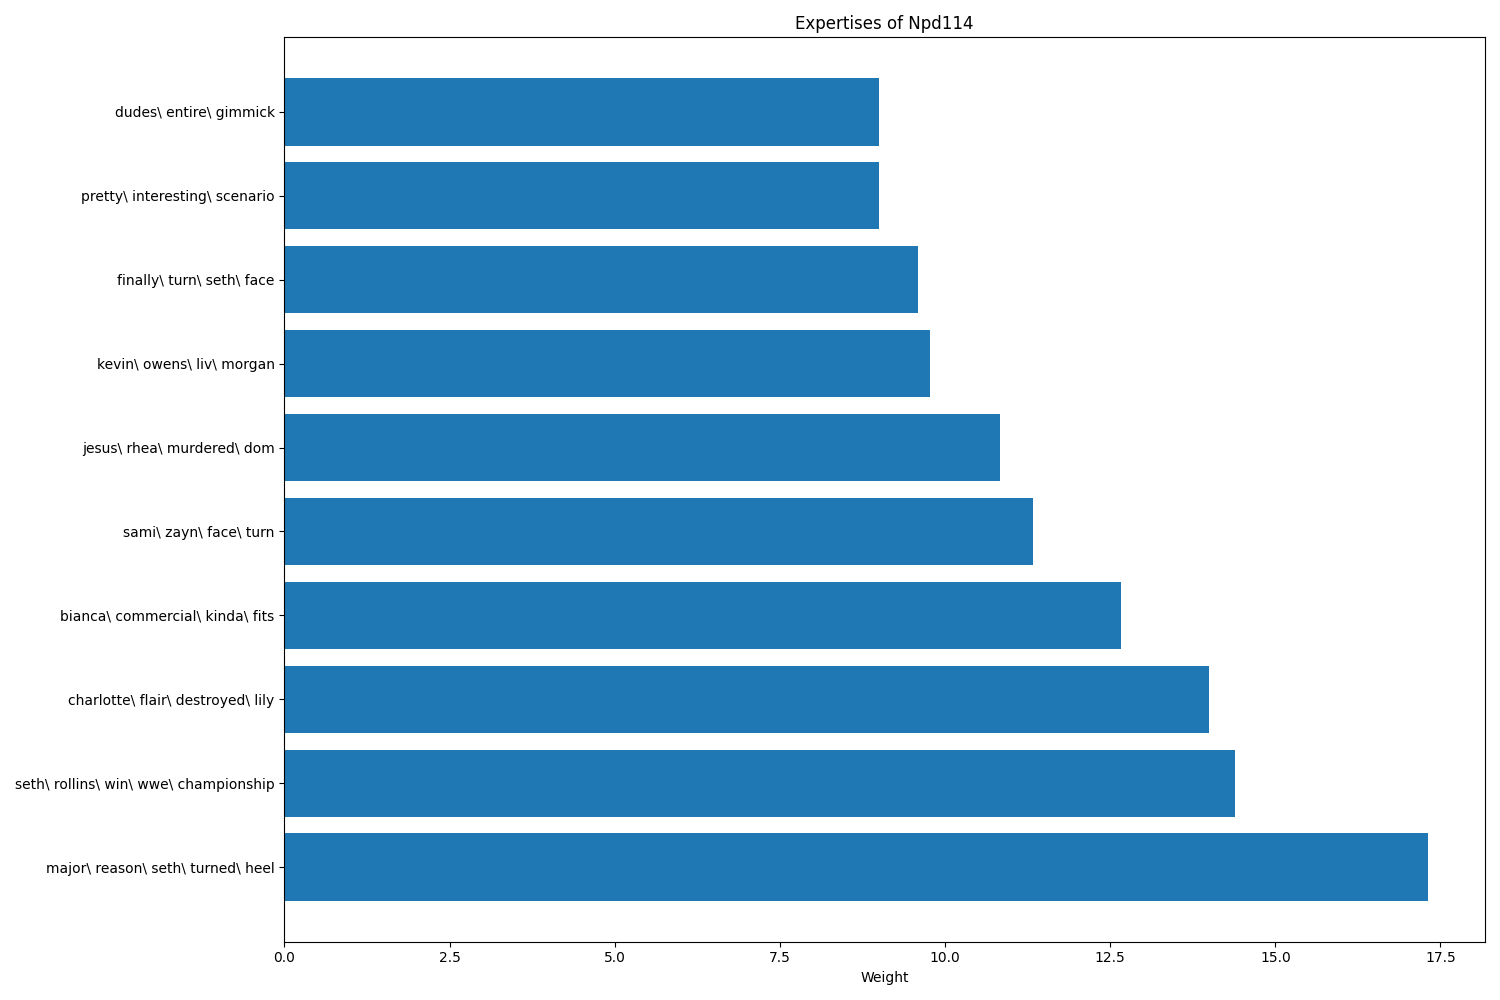 Expertises of Npd114
dudes\ entire\ gimmick
pretty\ interesting\ scenario
finally\ turn\ seth\ face
kevin\ owens\ liv\ morgan
jesus\ rhea\ murdered\ dom
sami\ zayn\ face\ turn
bianca\ commercial\ kinda\ fits
charlotte\ flair\ destroyed\ lily
seth\ rollins\ win\ wwe\ championship
major\ reason\ seth\ turned\ heel
0.0 2.5 5.0 7.5 10.0 12.5 15.0 17.5
Weight